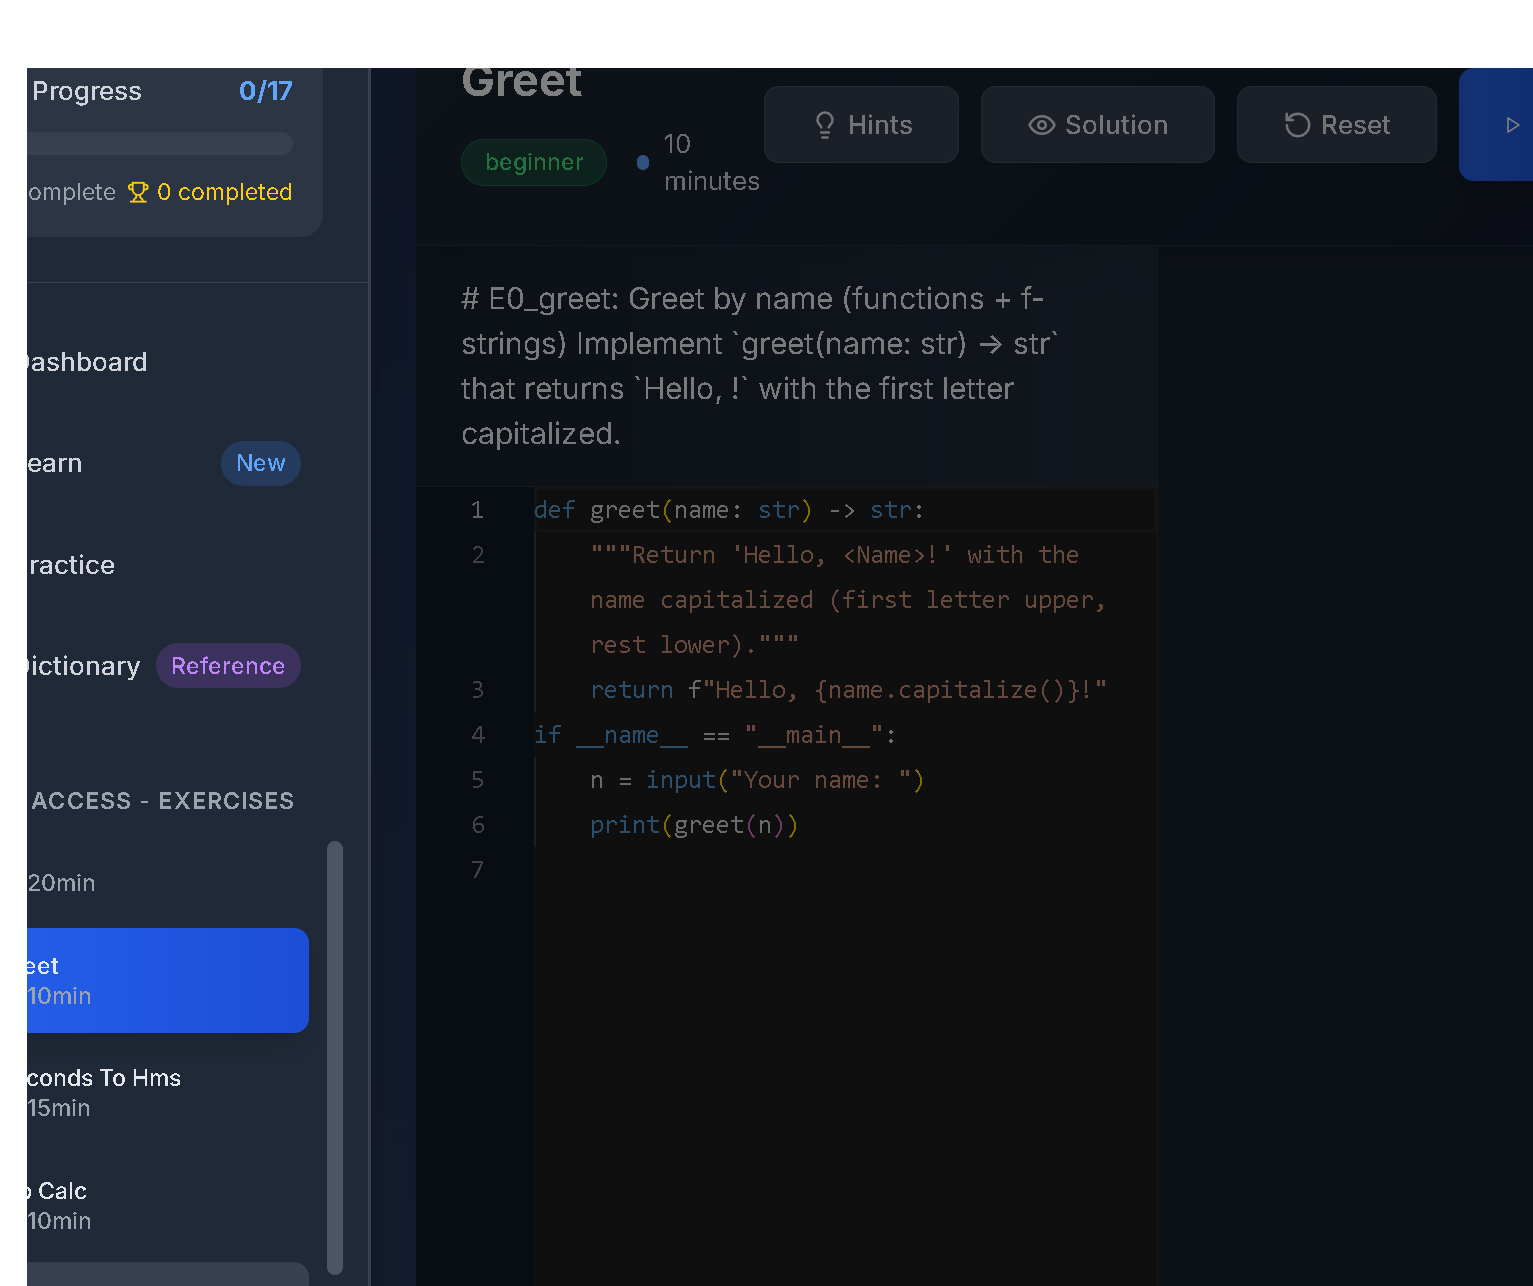 Progress
0/17
omplete
0 completed
ashboard
earn
New
ractice
ictionary
Reference
ACCESS - EXERCISES
20min
eet
10min
conds To Hms
15min
Calc
10min
Greet
beginner
10
minutes
Hints
Solution
Reset
# E0_greet: Greet by name (functions + f-
strings) Implement `greet(name: str) → str`
that returns `Hello, !` with the first letter
capitalized.
1 def greet(name: str) -> str:
2 """Return 'Hello, <Name>!' with the
name capitalized (first letter upper,
rest lower)."""
3 return f"Hello, {name.capitalize()}!"
4 if __name__ == "__main__":
5 n = input("Your name: ")
6 print(greet(n))
7